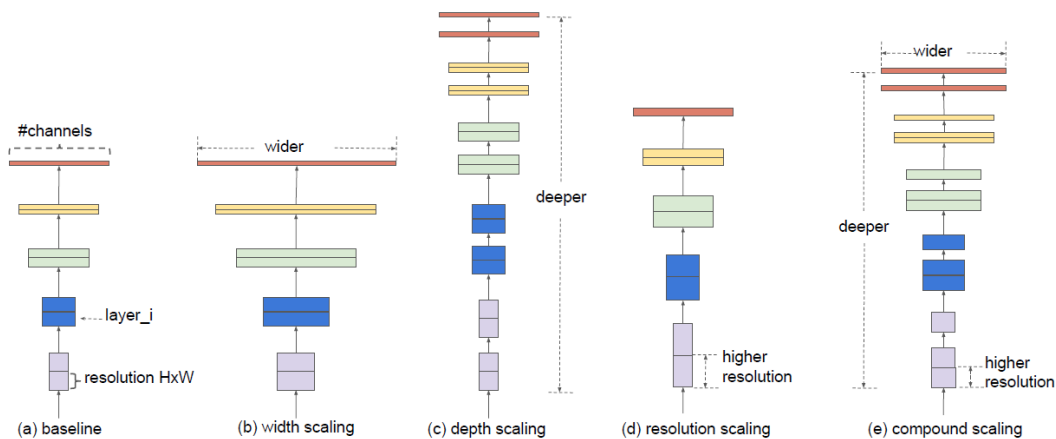 #channels
layer_i
resolution HxW
(a) baseline
wider
(b) width scaling
deeper
(c) depth scaling
higher
resolution
(d) resolution scaling
wider
deeper
higher
resolution
(e) compound scaling